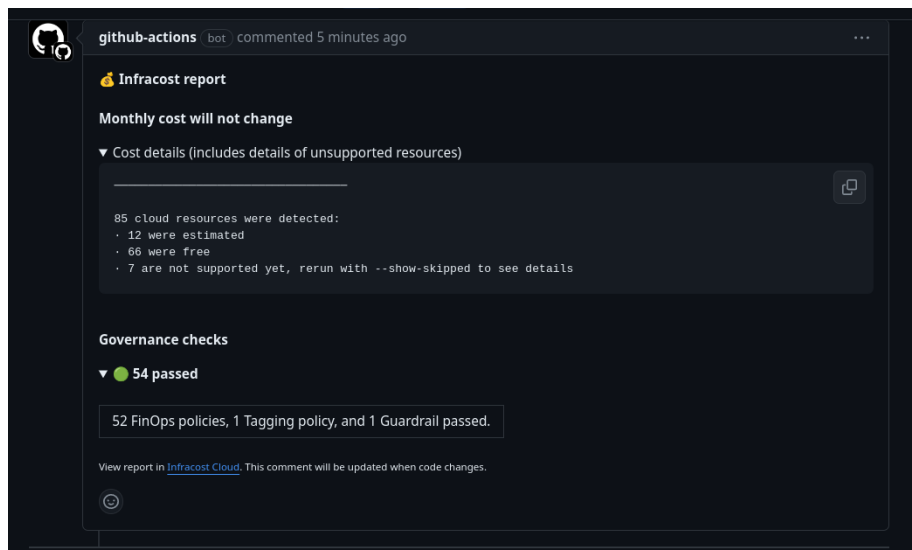 github-actions bot commented 5 minutes ago
💰 Infracost report
Monthly cost will not change
▼ Cost details (includes details of unsupported resources)
──────────────────────────────────
85 cloud resources were detected:
∙ 12 were estimated
∙ 66 were free
∙ 7 are not supported yet, rerun with --show-skipped to see details
Governance checks
▼ 🟢 54 passed
52 FinOps policies, 1 Tagging policy, and 1 Guardrail passed.
View report in Infracost Cloud. This comment will be updated when code changes.